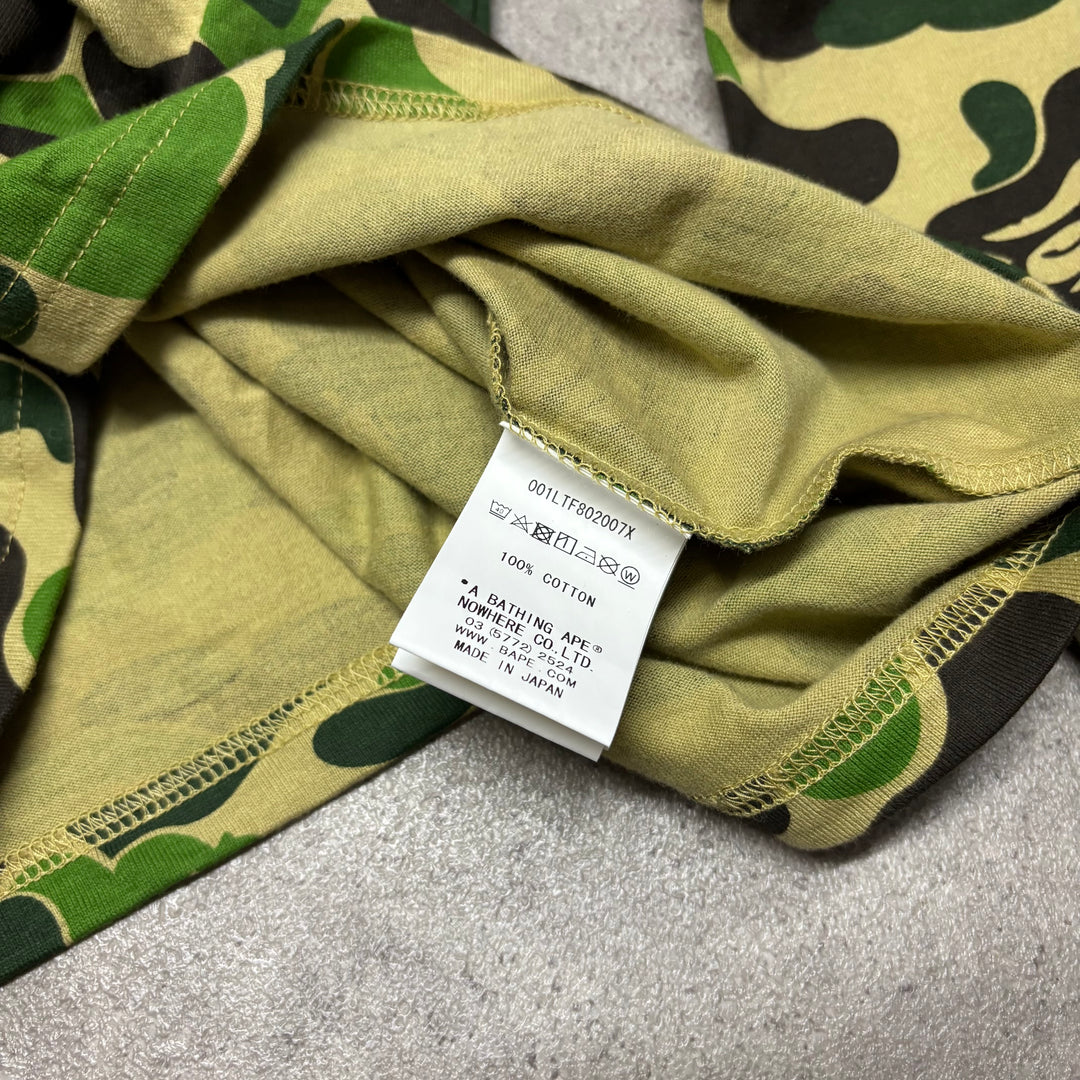 001LTF802007X
100% COTTON
*A BATHING APE®
NOWHERE CO.,LTD.
03 (5772) 2524
WWW.BAPE.COM
MADE IN JAPAN